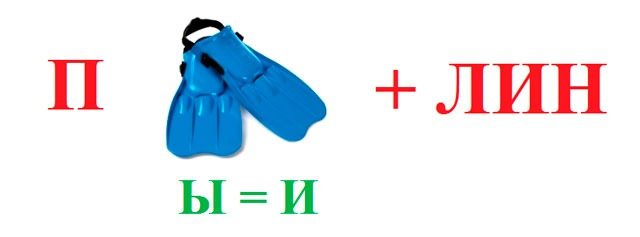 П + ЛИН
Ы = И